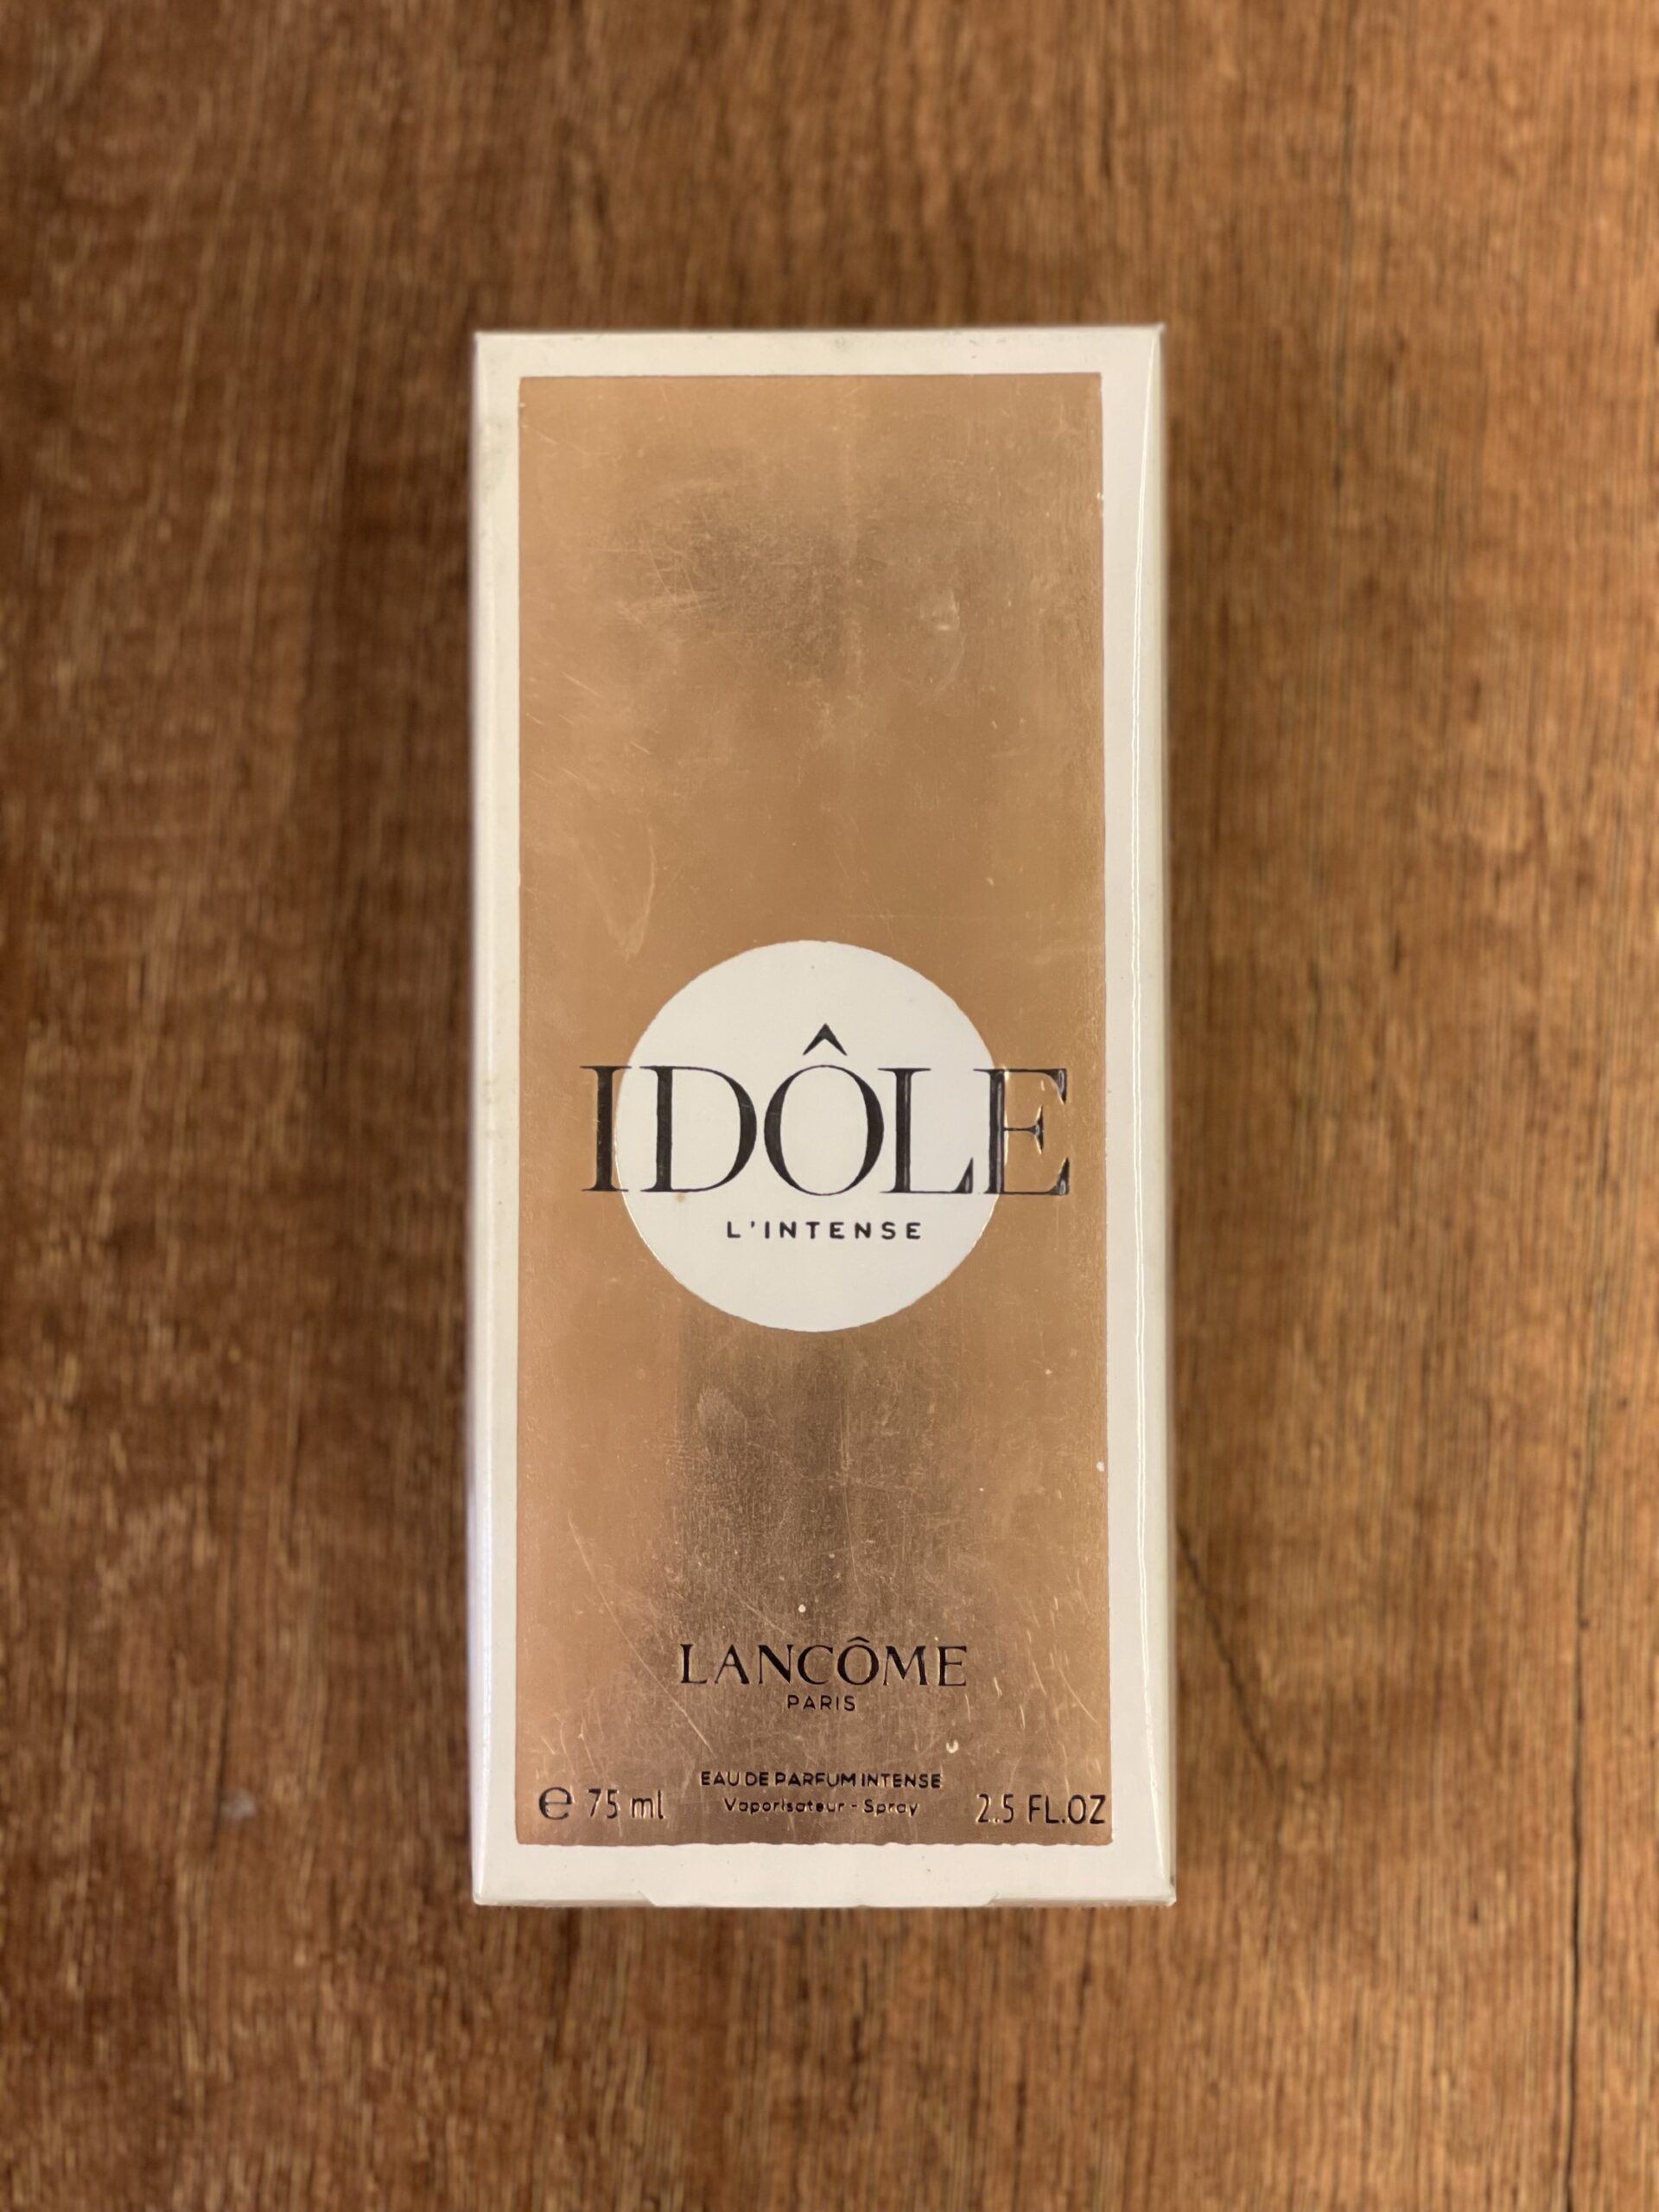 IDÔLE
L'INTENSE
LANCÔME
PARIS
EAU DE PARFUM INTENSE
℮ 75 ml Vaporisateur - Spray 2.5 FL.OZ